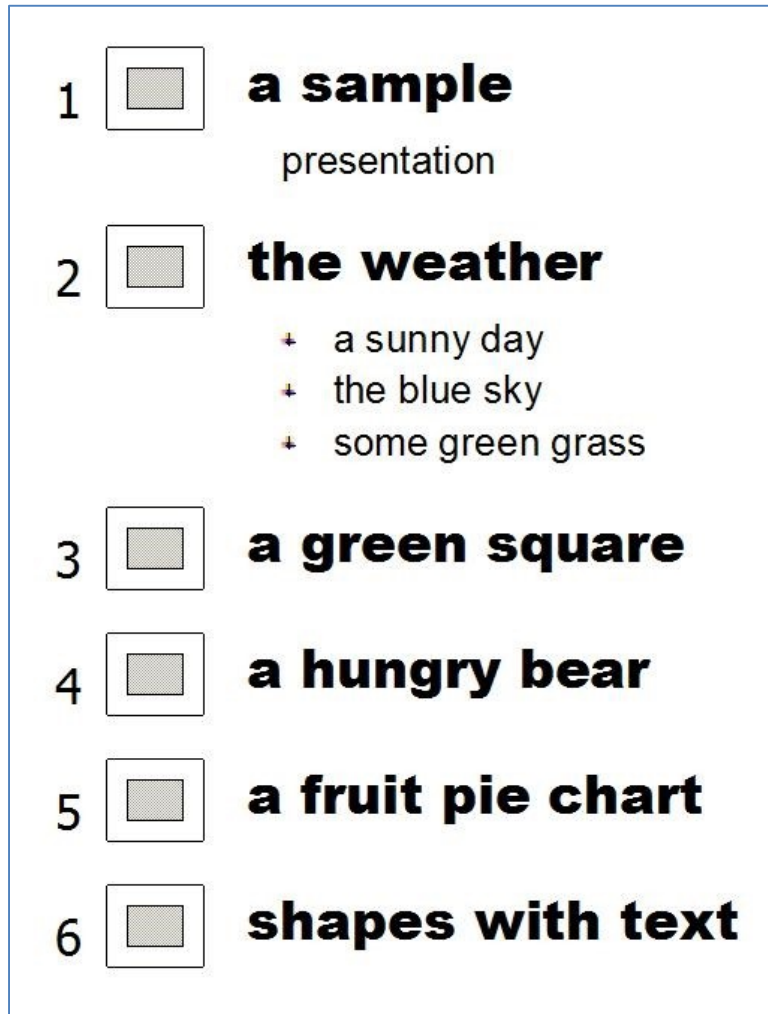 1 a sample
presentation
2 the weather
a sunny day
the blue sky
some green grass
3 a green square
4 a hungry bear
5 a fruit pie chart
6 shapes with text